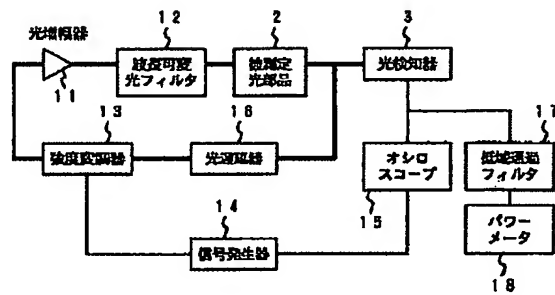 光増幅器
11
12
波長可変
光フィルタ
2
被測定
光部品
3
光検知器
13
強度変調器
16
光遅延器
オシロ
スコープ
15
17
低域通過
フィルタ
14
信号発生器
パワー
メータ
18